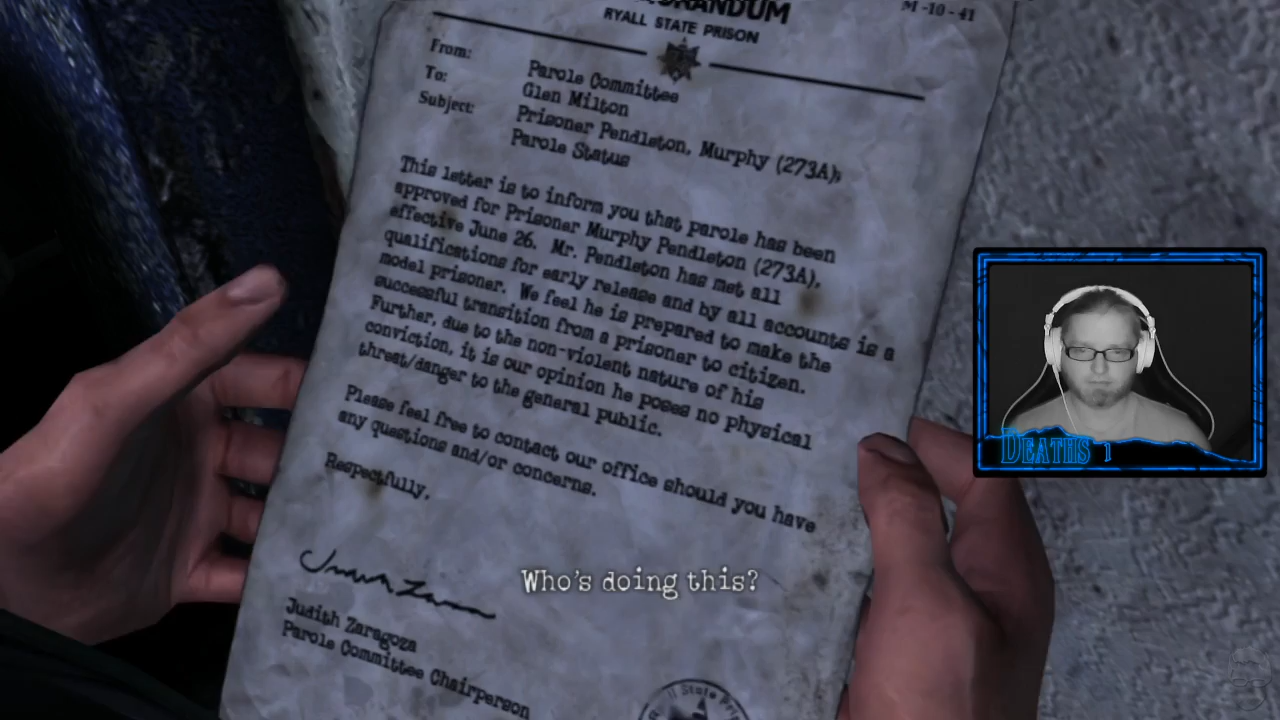 RYALL STATE PRISON
M-10-41
From: Parole Committee
To: Glen Milton
Subject: Prisoner Pendleton, Murphy (273A);
Parole Status
This letter is to inform you that parole has been
approved for Prisoner Murphy Pendleton (273A),
effective June 26. Mr. Pendleton has met all
qualifications for early release and by all accounts is a
model prisoner. We feel he is prepared to make the
successful transition from a prisoner to citizen.
Further, due to the non-violent nature of his
conviction, it is our opinion he poses no physical
threat/danger to the general public.
Please feel free to contact our office should you have
any questions and/or concerns.
Respectfully,
Who's doing this?
Judith Zaragoza
Parole Committee Chairperson
State
DEATHS 1